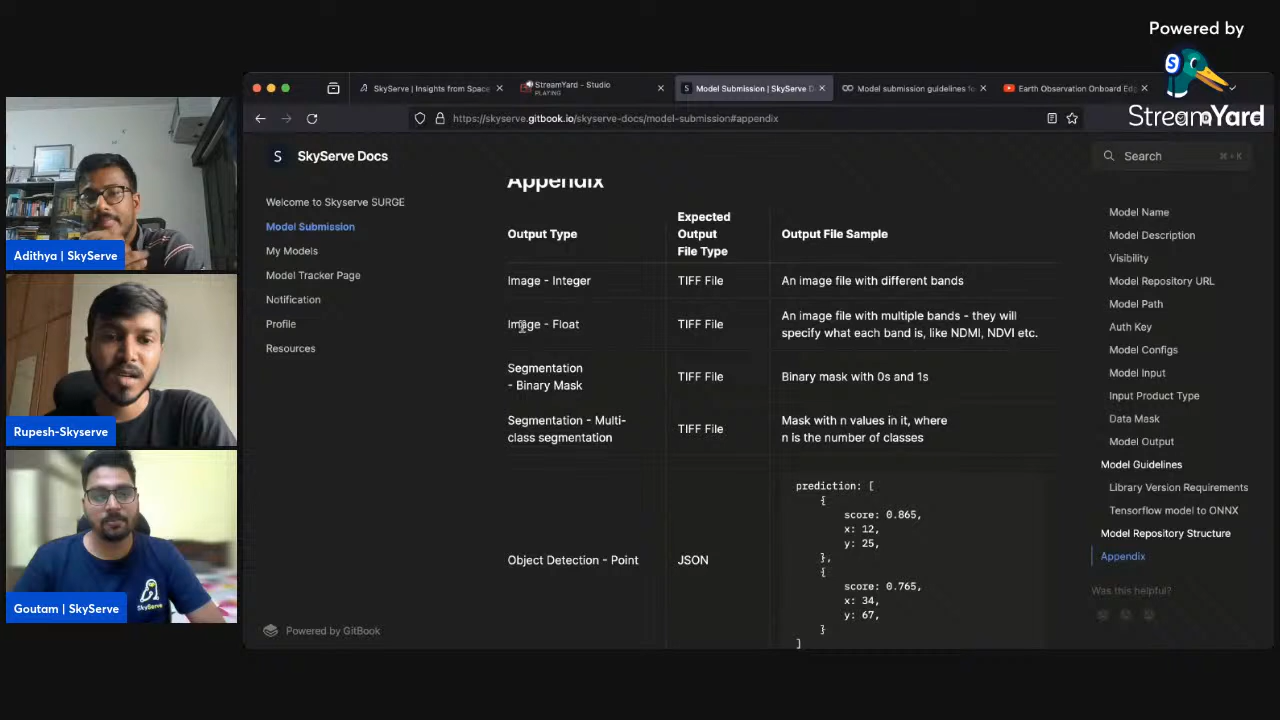 Powered by
S
StreamYard
SkyServe | Insights from Space
StreamYard - Studio
PLAYING
Model Submission | SkyServe D
Model submission guidelines fo
Earth Observation Onboard Ed
https://skyserve.gitbook.io/skyserve-docs/model-submission#appendix
S
SkyServe Docs
Search
⌘ + K
Welcome to Skyserve SURGE
Model Submission
My Models
Model Tracker Page
Notification
Profile
Resources
Powered by GitBook
Appendix
Output Type
Expected
Output
File Type
Output File Sample
Image - Integer
TIFF File
An image file with different bands
Image - Float
TIFF File
An image file with multiple bands - they will
specify what each band is, like NDMI, NDVI etc.
Segmentation
- Binary Mask
TIFF File
Binary mask with 0s and 1s
Segmentation - Multi-
class segmentation
TIFF File
Mask with n values in it, where
n is the number of classes
Object Detection - Point
JSON
prediction: [
{
score: 0.865,
x: 12,
y: 25,
},
{
score: 0.765,
x: 34,
y: 67,
}
]
Model Name
Model Description
Visibility
Model Repository URL
Model Path
Auth Key
Model Configs
Model Input
Input Product Type
Data Mask
Model Output
Model Guidelines
Library Version Requirements
Tensorflow model to ONNX
Model Repository Structure
Appendix
Was this helpful?
Adithya | SkyServe
Rupesh-Skyserve
SkyServe
Goutam | SkyServe